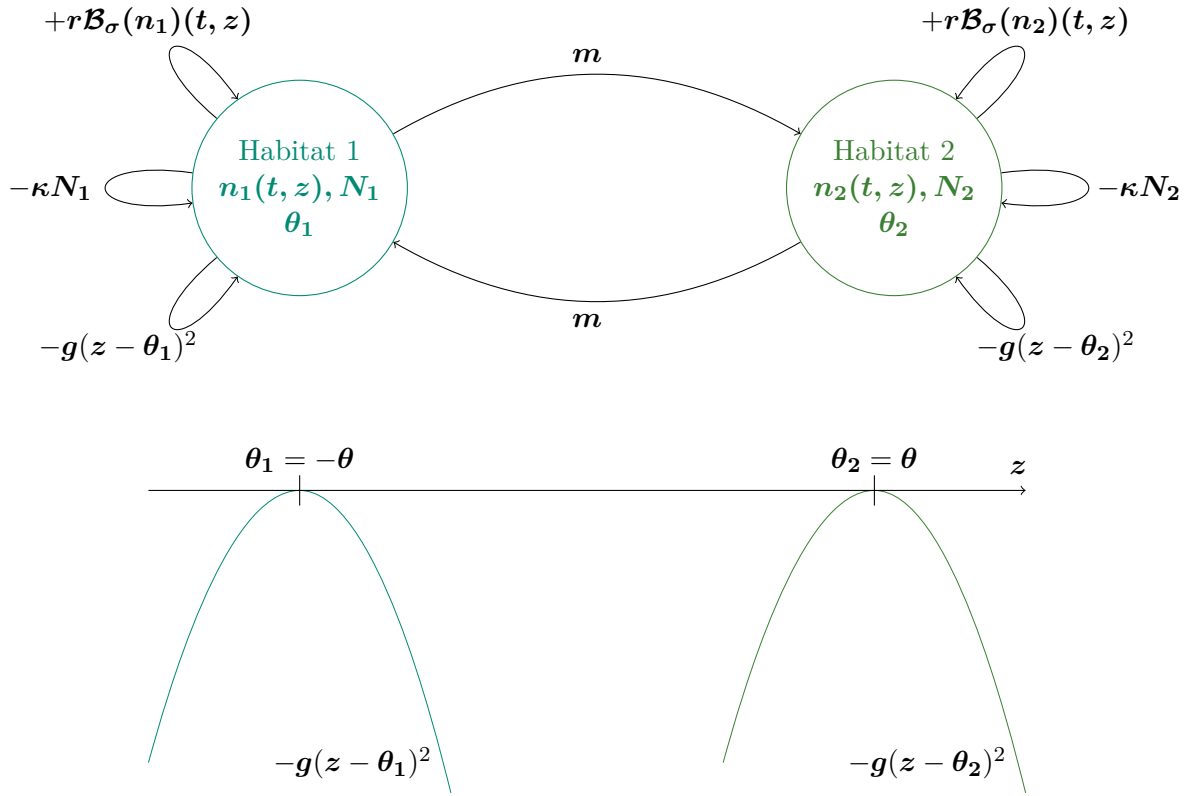 +r𝓑σ(n₁)(t, z)
+r𝓑σ(n₂)(t, z)
m
Habitat 1
n₁(t, z), N₁
θ₁
Habitat 2
n₂(t, z), N₂
θ₂
-κN₁
-κN₂
m
-g(z - θ₁)²
-g(z - θ₂)²
θ₁ = -θ
θ₂ = θ
z
-g(z - θ₁)²
-g(z - θ₂)²